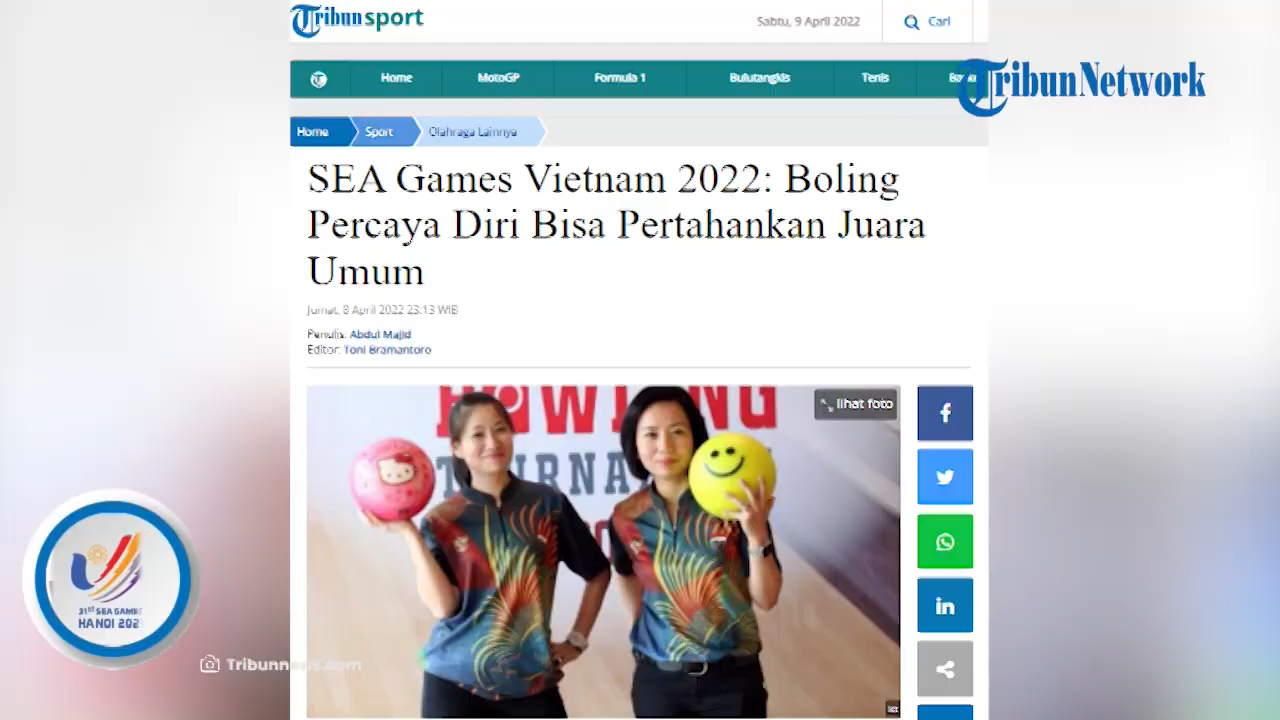 Tribun sport
Sabtu, 9 April 2022
Cari
TribunNetwork
Home
MotoGP
Formula 1
Bulutangkis
Tenis
Home
Sport
Olahraga Lainnya
SEA Games Vietnam 2022: Boling
Percaya Diri Bisa Pertahankan Juara
Umum
Jumat, 8 April 2022 23:13 WIB
Penulis: Abdul Majid
Editor: Toni Bramantoro
lihat foto
31st SEA GAMES
HANOI 202
Tribunnews.com